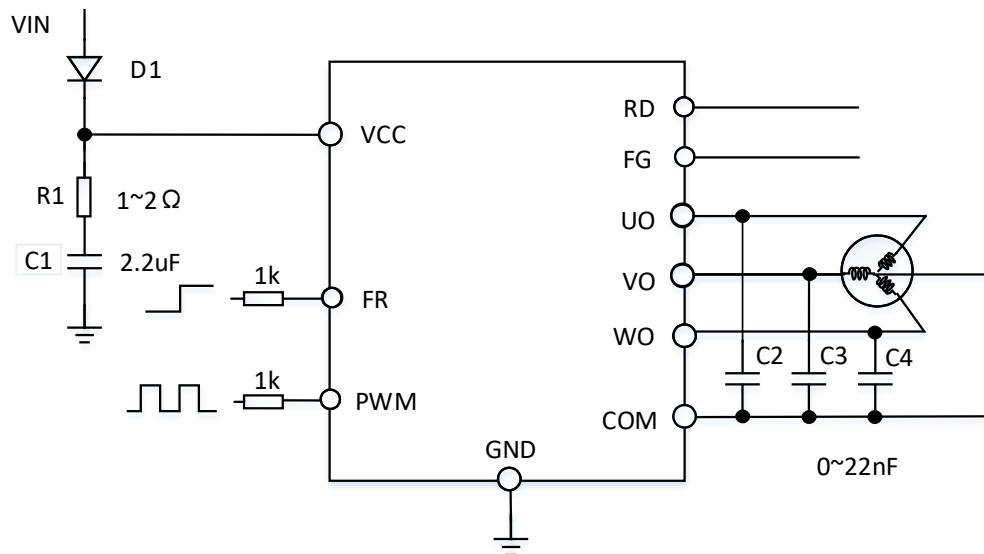 VIN
D1
VCC
R1
1~2Ω
C1
2.2uF
1k
FR
1k
PWM
GND
RD
FG
UO
VO
WO
COM
C2
C3
C4
0~22nF